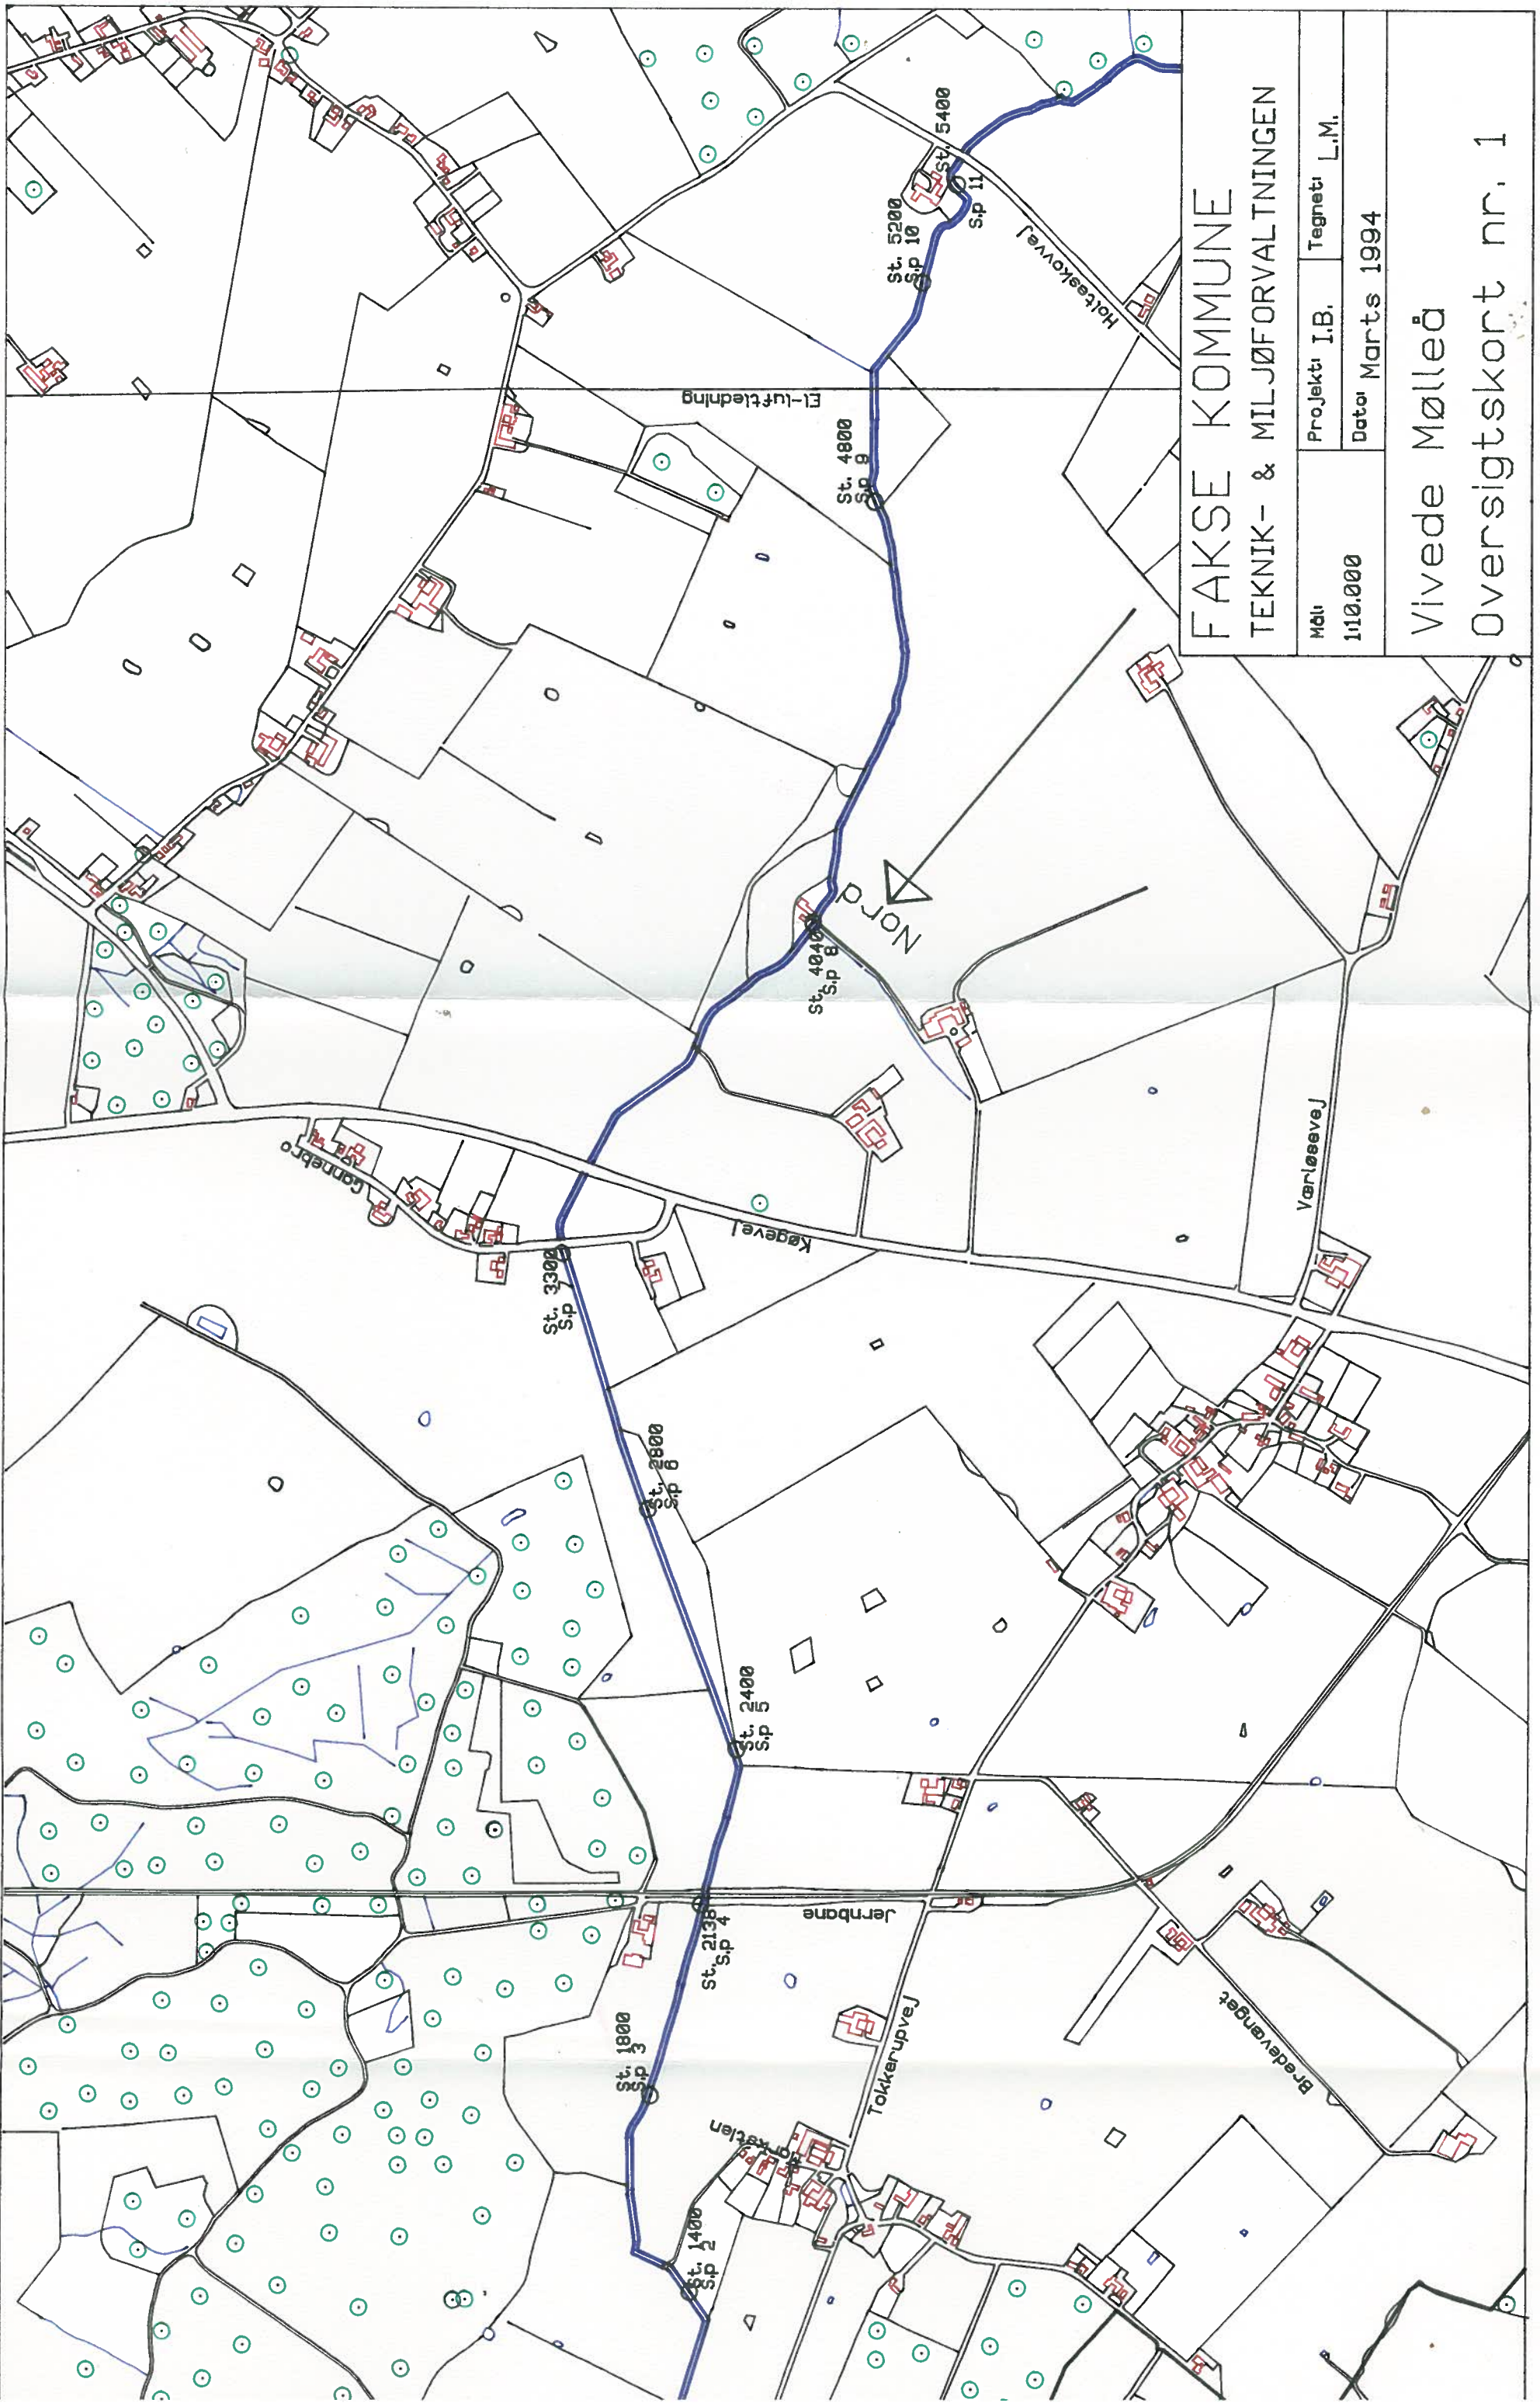 FAKSE KOMMUNE
TEKNIK- & MILJØFORVALTNINGEN
Mål:
1:10.000
Projekt: I.B.
Tegnet: L.M.
Dato: Marts 1994
Vivede Mølleå
Oversigtskort nr. 1
St. 1400
S.p 2
St. 1800
S.p 3
St. 2138
S.p 4
St. 2400
S.p 5
St. 2800
S.p 6
St. 3300
S.p 7
St. 4040
S.p 8
St. 4800
S.p 9
St. 5200
S.p 10
St. 5400
S.p 11
Nord
El-luftledning
Holteskovvej
Gannebro
Køgevej
Værløsevej
Jernbane
Tokkerupvej
Bredevænget